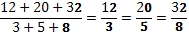 (12 + 20 + 32)/(3 + 5 + 8) = 12/3 = 20/5 = 32/8